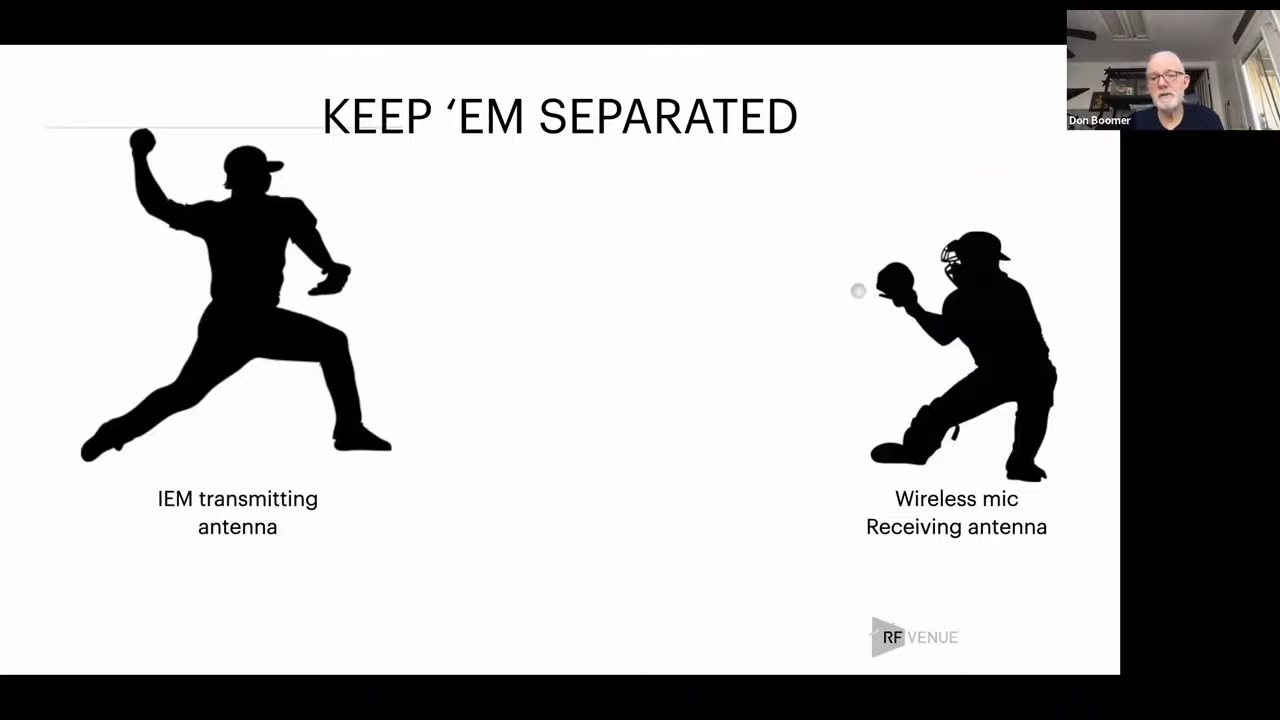 KEEP ‘EM SEPARATED
Don Boomer
IEM transmitting
antenna
Wireless mic
Receiving antenna
RF VENUE